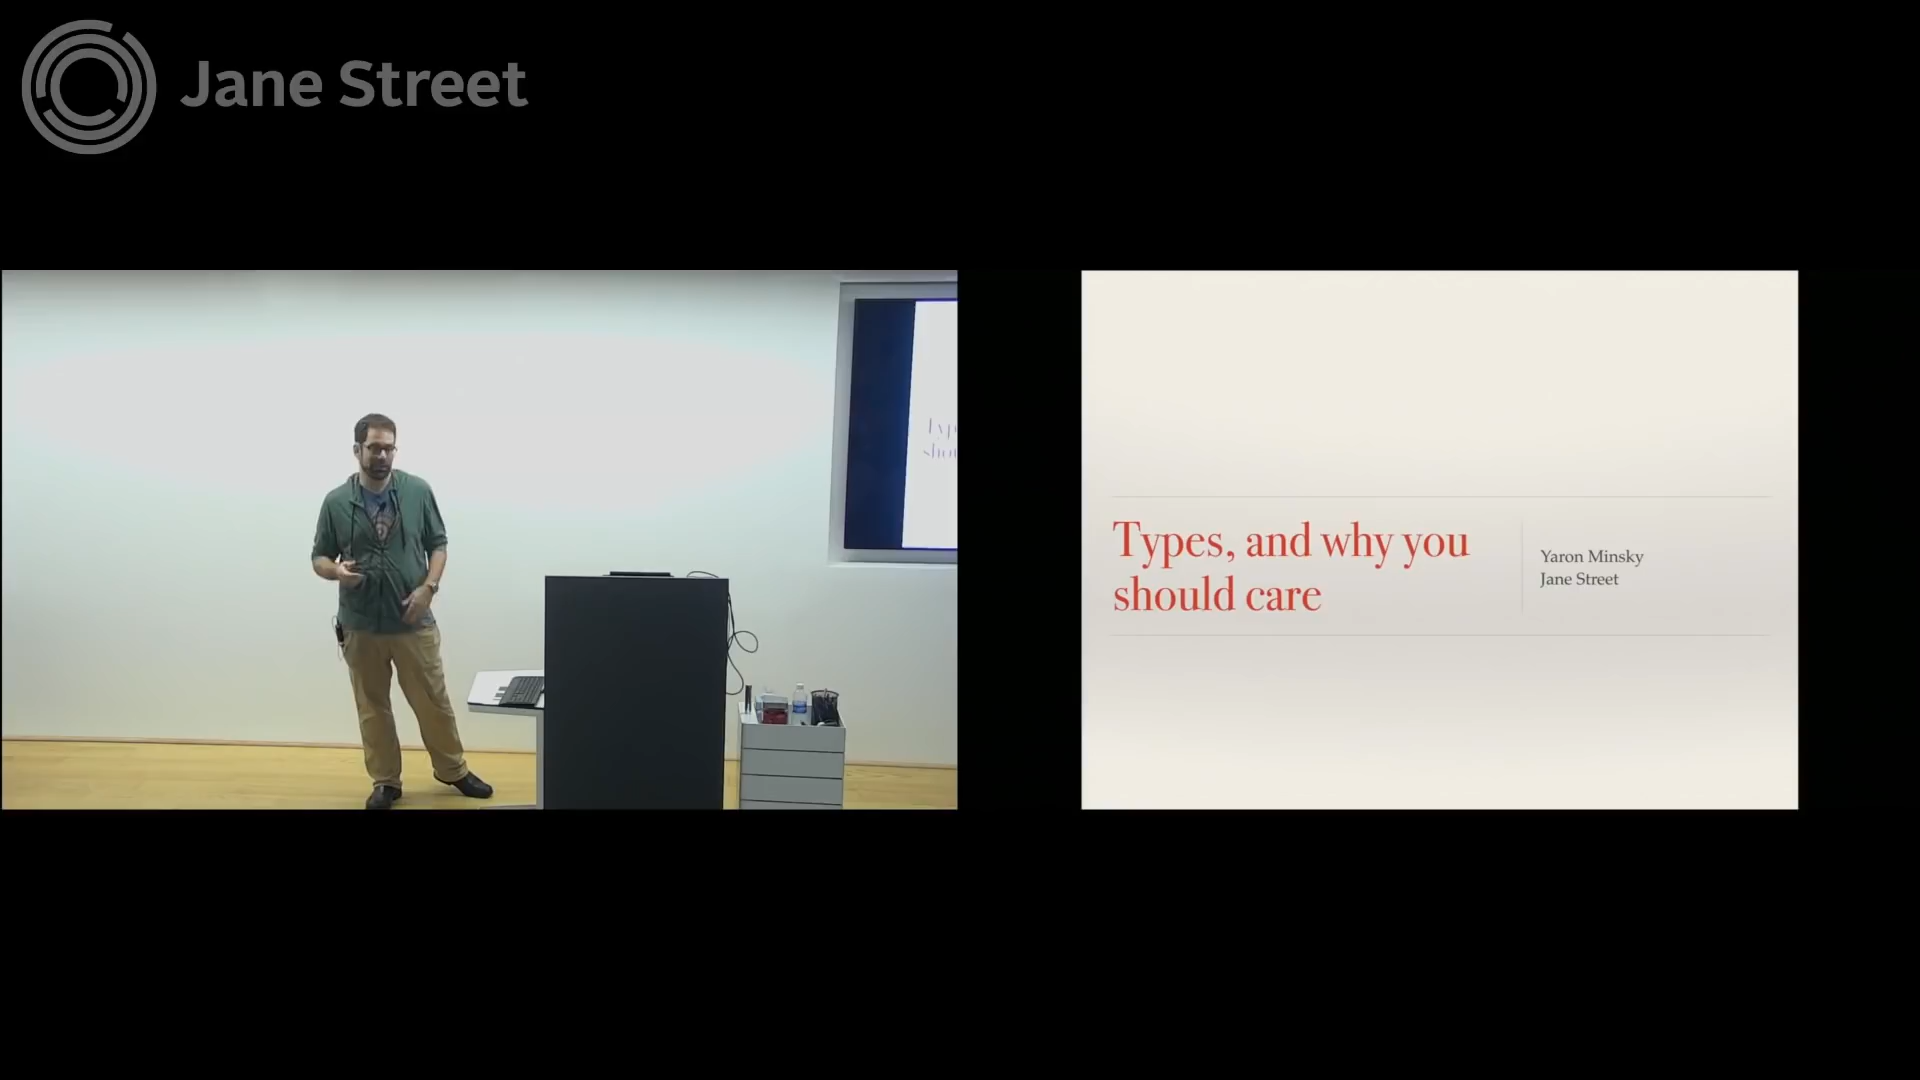 Jane Street
Types, and why you
should care
Yaron Minsky
Jane Street